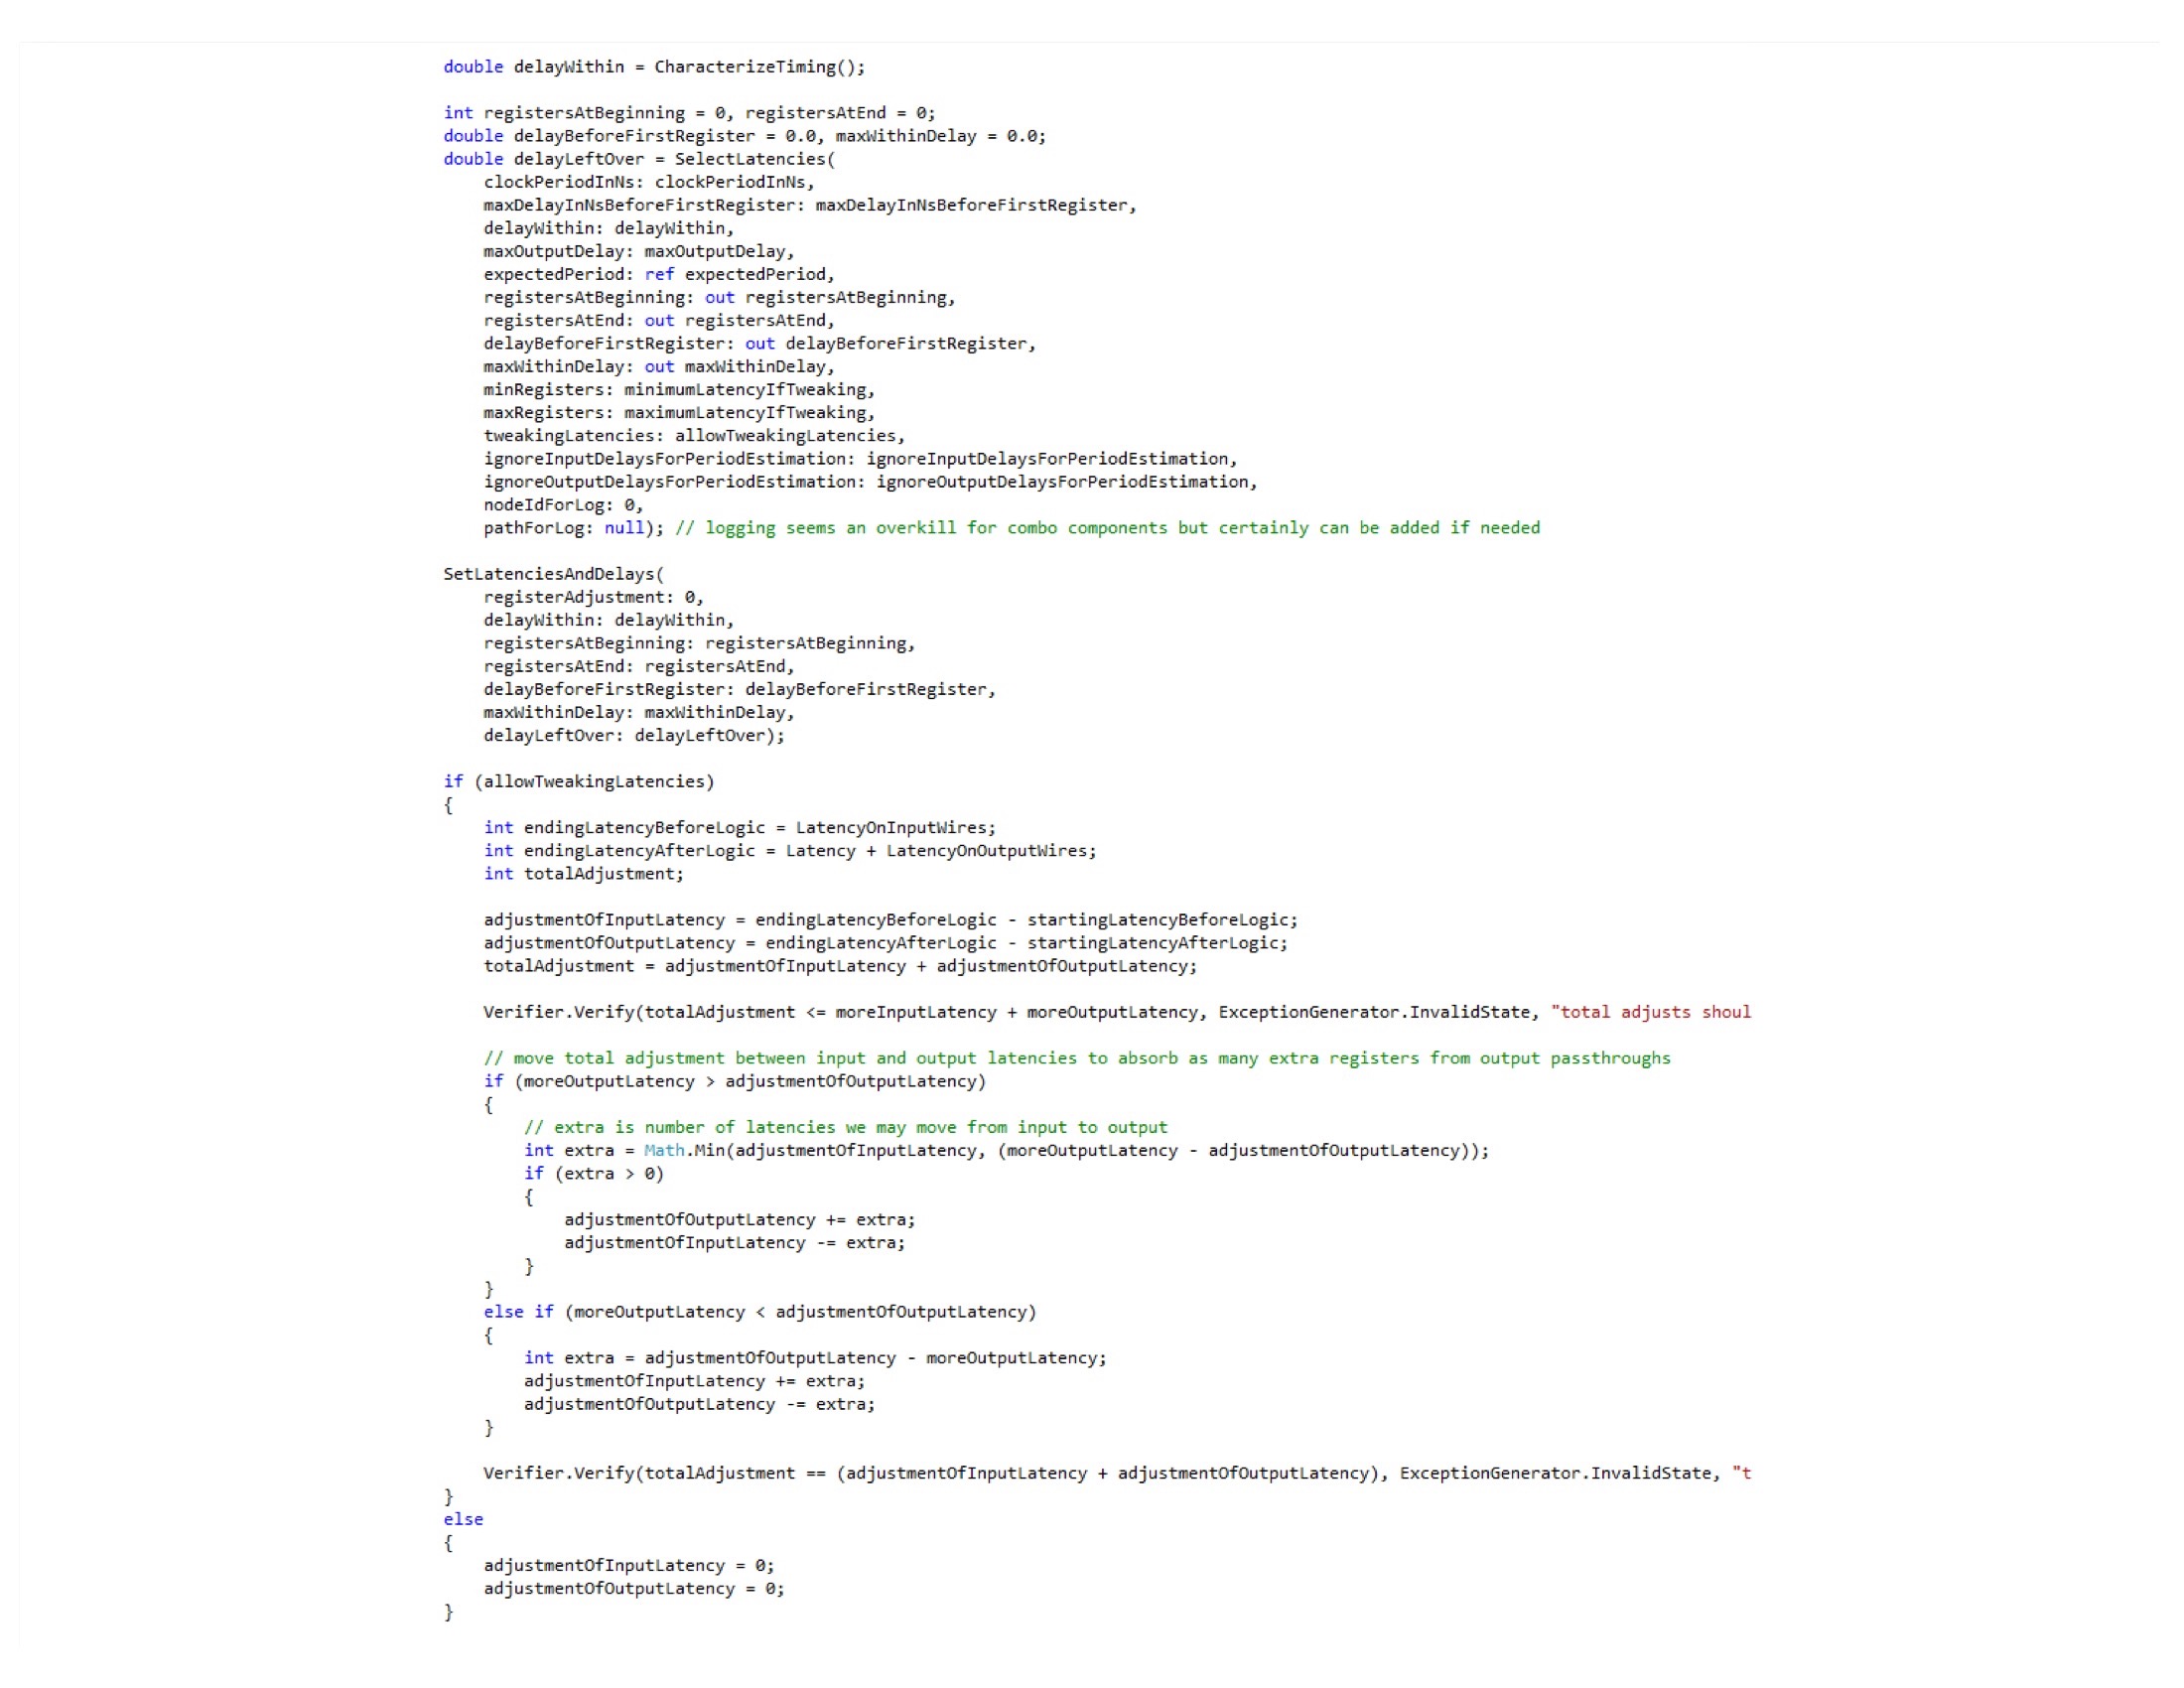 double delayWithin = CharacterizeTiming();
int registersAtBeginning = 0, registersAtEnd = 0;
double delayBeforeFirstRegister = 0.0, maxWithinDelay = 0.0;
double delayLeftOver = SelectLatencies(
clockPeriodInNs: clockPeriodInNs,
maxDelayInNsBeforeFirstRegister: maxDelayInNsBeforeFirstRegister,
delayWithin: delayWithin,
maxOutputDelay: maxOutputDelay,
expectedPeriod: ref expectedPeriod,
registersAtBeginning: out registersAtBeginning,
registersAtEnd: out registersAtEnd,
delayBeforeFirstRegister: out delayBeforeFirstRegister,
maxWithinDelay: out maxWithinDelay,
minRegisters: minimumLatencyIfTweaking,
maxRegisters: maximumLatencyIfTweaking,
tweakingLatencies: allowTweakingLatencies,
ignoreInputDelaysForPeriodEstimation: ignoreInputDelaysForPeriodEstimation,
ignoreOutputDelaysForPeriodEstimation: ignoreOutputDelaysForPeriodEstimation,
nodeIdForLog: 0,
pathForLog: null); // logging seems an overkill for combo components but certainly can be added if needed
SetLatenciesAndDelays(
registerAdjustment: 0,
delayWithin: delayWithin,
registersAtBeginning: registersAtBeginning,
registersAtEnd: registersAtEnd,
delayBeforeFirstRegister: delayBeforeFirstRegister,
maxWithinDelay: maxWithinDelay,
delayLeftOver: delayLeftOver);
if (allowTweakingLatencies)
{
int endingLatencyBeforeLogic = LatencyOnInputWires;
int endingLatencyAfterLogic = Latency + LatencyOnOutputWires;
int totalAdjustment;
adjustmentOfInputLatency = endingLatencyBeforeLogic - startingLatencyBeforeLogic;
adjustmentOfOutputLatency = endingLatencyAfterLogic - startingLatencyAfterLogic;
totalAdjustment = adjustmentOfInputLatency + adjustmentOfOutputLatency;
Verifier.Verify(totalAdjustment <= moreInputLatency + moreOutputLatency, ExceptionGenerator.InvalidState, "total adjusts shoul
// move total adjustment between input and output latencies to absorb as many extra registers from output passthroughs
if (moreOutputLatency > adjustmentOfOutputLatency)
{
// extra is number of latencies we may move from input to output
int extra = Math.Min(adjustmentOfInputLatency, (moreOutputLatency - adjustmentOfOutputLatency));
if (extra > 0)
{
adjustmentOfOutputLatency += extra;
adjustmentOfInputLatency -= extra;
}
}
else if (moreOutputLatency < adjustmentOfOutputLatency)
{
int extra = adjustmentOfOutputLatency - moreOutputLatency;
adjustmentOfInputLatency += extra;
adjustmentOfOutputLatency -= extra;
}
Verifier.Verify(totalAdjustment == (adjustmentOfInputLatency + adjustmentOfOutputLatency), ExceptionGenerator.InvalidState, "t
}
else
{
adjustmentOfInputLatency = 0;
adjustmentOfOutputLatency = 0;
}